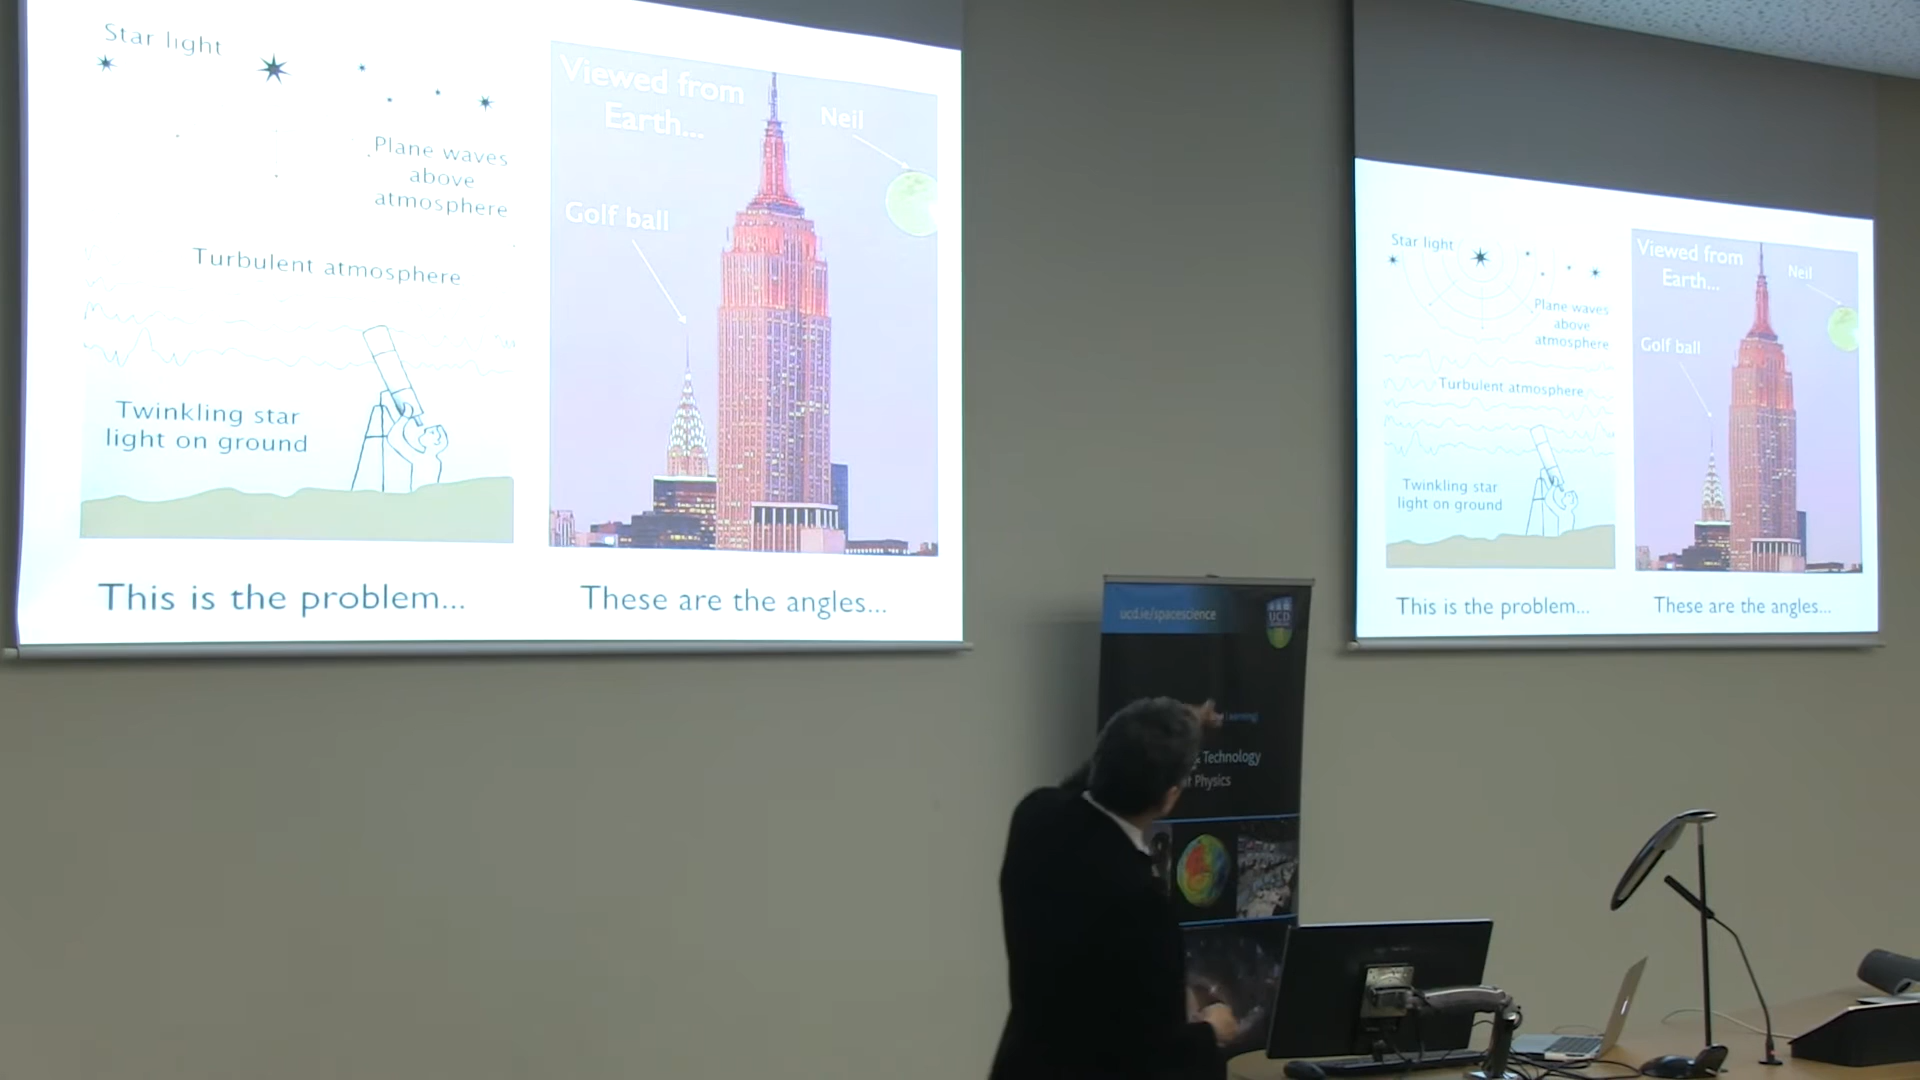 Star light
Plane waves
above
atmosphere
Turbulent atmosphere
Twinkling star
light on ground
This is the problem...
Viewed from
Earth...
Neil
Golf ball
These are the angles...
Star light
Plane waves
above
atmosphere
Turbulent atmosphere
Twinkling star
light on ground
This is the problem...
Viewed from
Earth...
Neil
Golf ball
These are the angles...
ucd.ie/spacescience
UCD
Learning)
& Technology
Physics